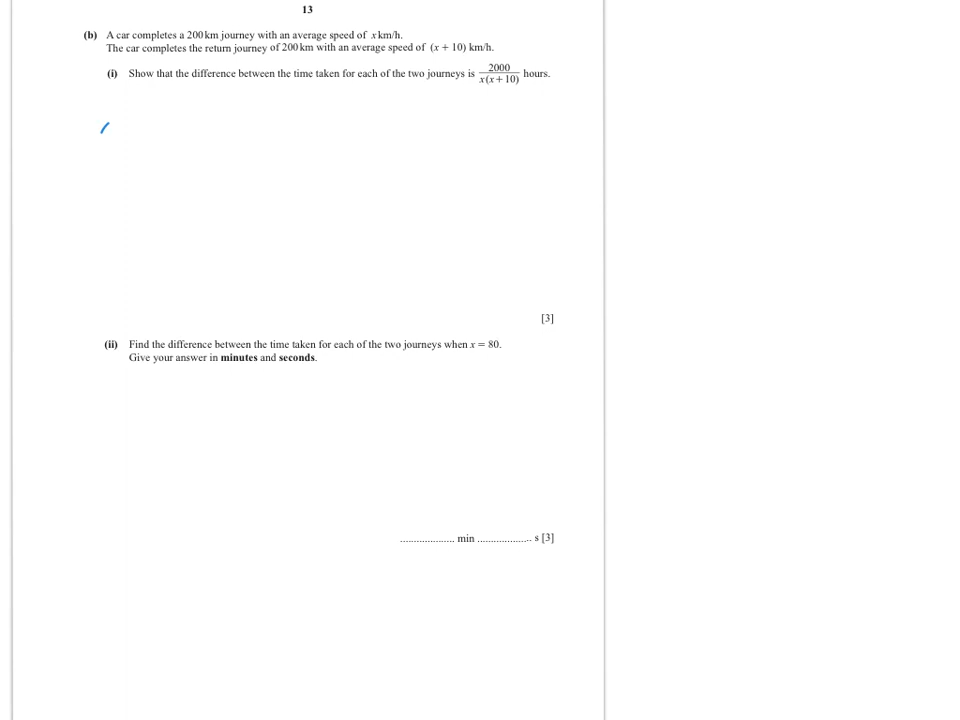 13
(b) A car completes a 200 km journey with an average speed of x km/h.
The car completes the return journey of 200 km with an average speed of (x + 10) km/h.
(i) Show that the difference between the time taken for each of the two journeys is 2000/x(x + 10) hours.
[3]
(ii) Find the difference between the time taken for each of the two journeys when x = 80.
Give your answer in minutes and seconds.
.................... min .................... s [3]